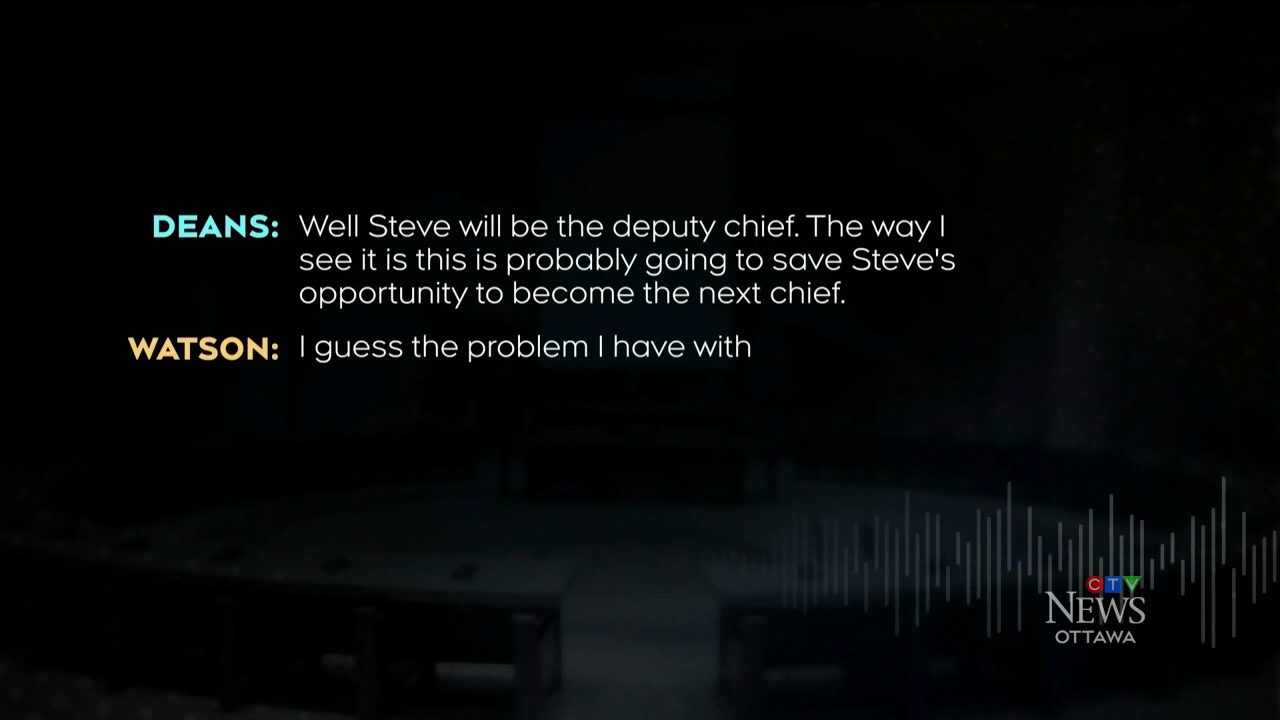 DEANS: Well Steve will be the deputy chief. The way I
see it is this is probably going to save Steve's
opportunity to become the next chief.
WATSON: I guess the problem I have with
CTV
NEWS
OTTAWA